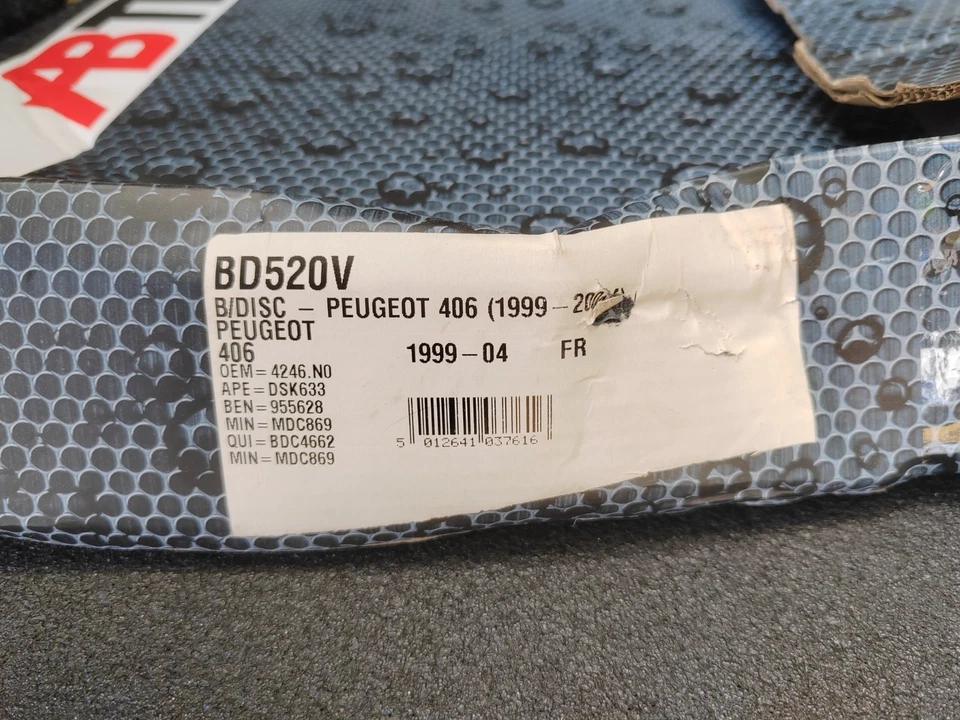 BD520V
B/DISC – PEUGEOT 406 (1999 –
PEUGEOT
406 1999 – 04 FR
OEM = 4246.N0
APE = DSK633
BEN = 955628
MIN = MDC869
QUI = BDC4662
MIN = MDC869
5 012641 037616